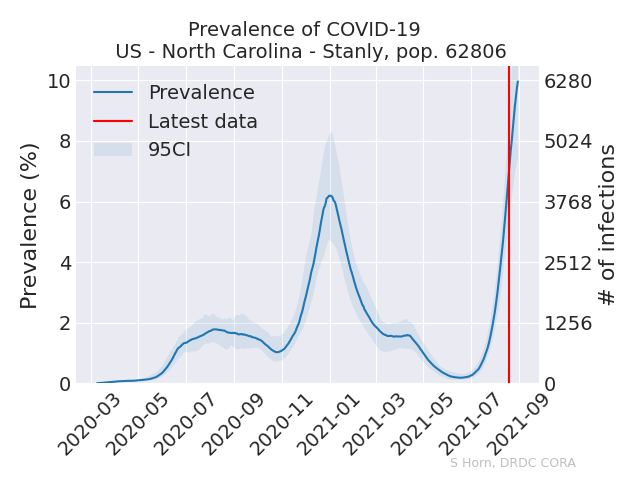 Prevalence of COVID-19
US - North Carolina - Stanly, pop. 62806
Prevalence (%)
10
8
6
4
2
0
Prevalence
Latest data
95CI
6280
5024
3768
2512
1256
0
# of infections
2020-03
2020-05
2020-07
2020-09
2020-11
2021-01
2021-03
2021-05
2021-07
2021-09
S Horn, DRDC CORA